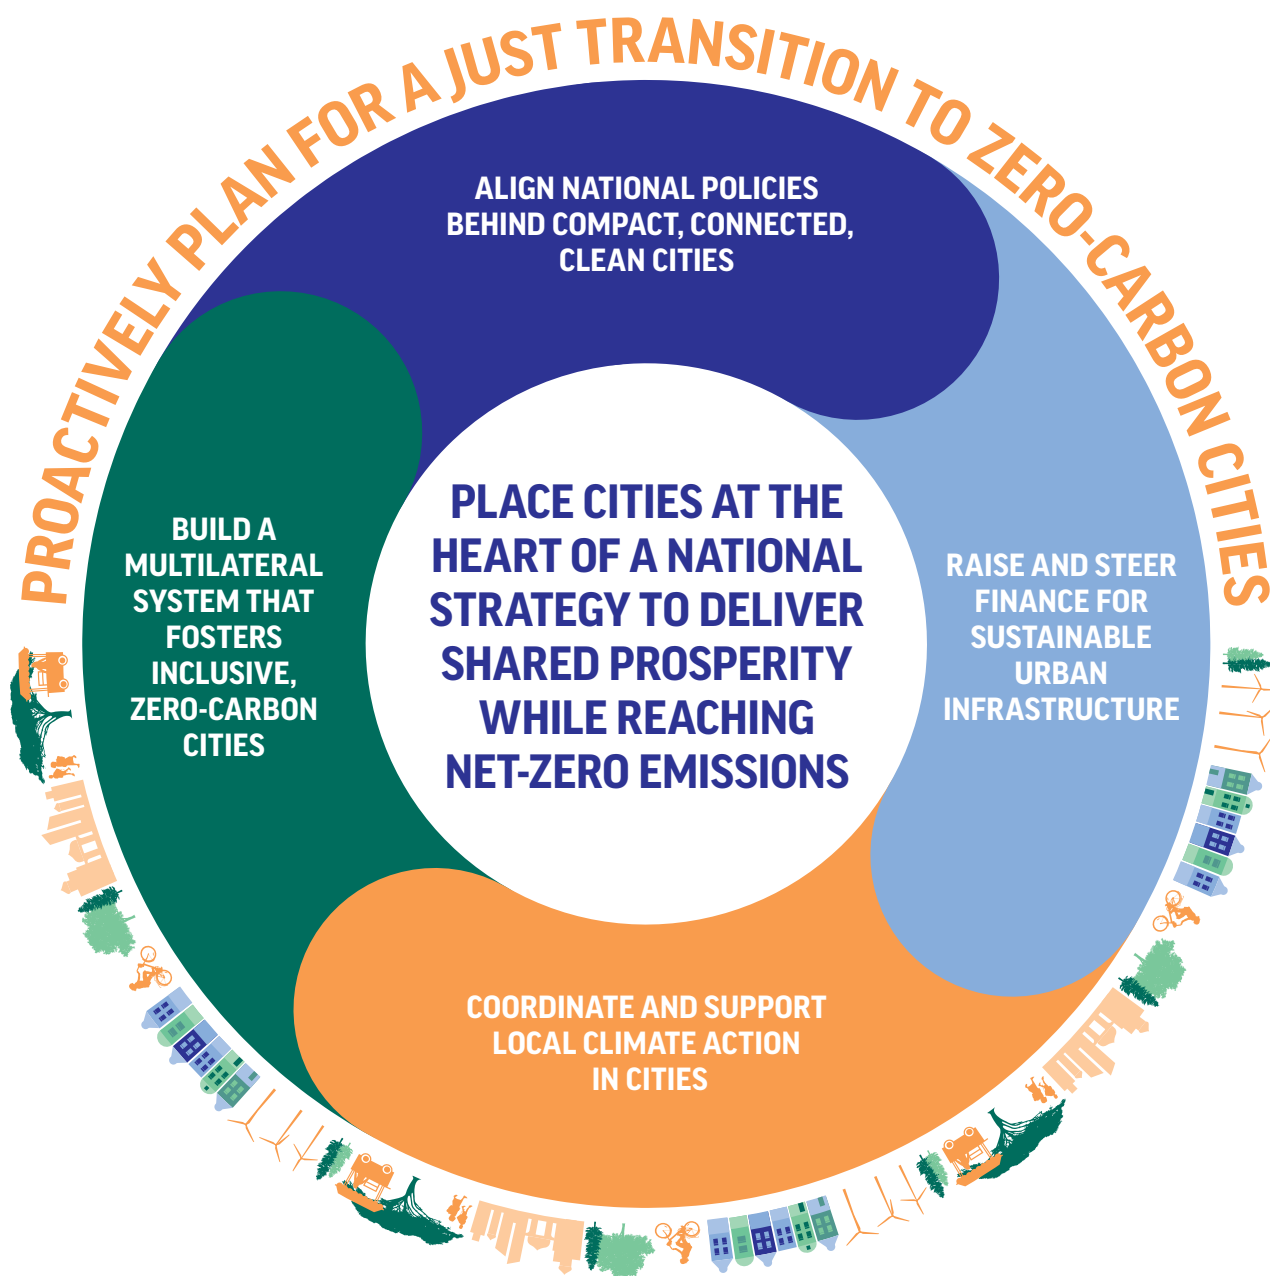 PROACTIVELY PLAN FOR A JUST TRANSITION TO ZERO-CARBON CITIES
ALIGN NATIONAL POLICIES
BEHIND COMPACT, CONNECTED,
CLEAN CITIES
PLACE CITIES AT THE
HEART OF A NATIONAL
STRATEGY TO DELIVER
SHARED PROSPERITY
WHILE REACHING
NET-ZERO EMISSIONS
BUILD A
MULTILATERAL
SYSTEM THAT
FOSTERS
INCLUSIVE,
ZERO-CARBON
CITIES
RAISE AND STEER
FINANCE FOR
SUSTAINABLE
URBAN
INFRASTRUCTURE
COORDINATE AND SUPPORT
LOCAL CLIMATE ACTION
IN CITIES